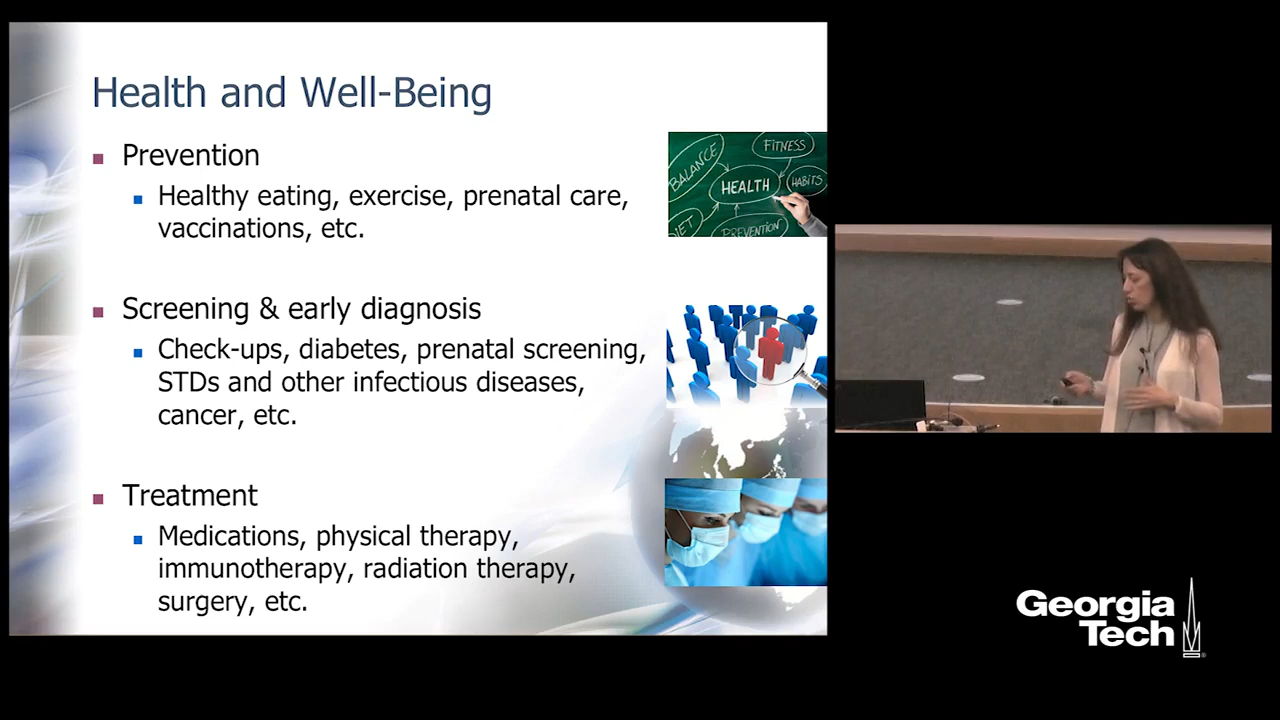 Health and Well-Being
Prevention
Healthy eating, exercise, prenatal care,
vaccinations, etc.
FITNESS
BALANCE
HEALTH
HABITS
DIET
PREVENTION
Screening & early diagnosis
Check-ups, diabetes, prenatal screening,
STDs and other infectious diseases,
cancer, etc.
Treatment
Medications, physical therapy,
immunotherapy, radiation therapy,
surgery, etc.
Georgia
Tech